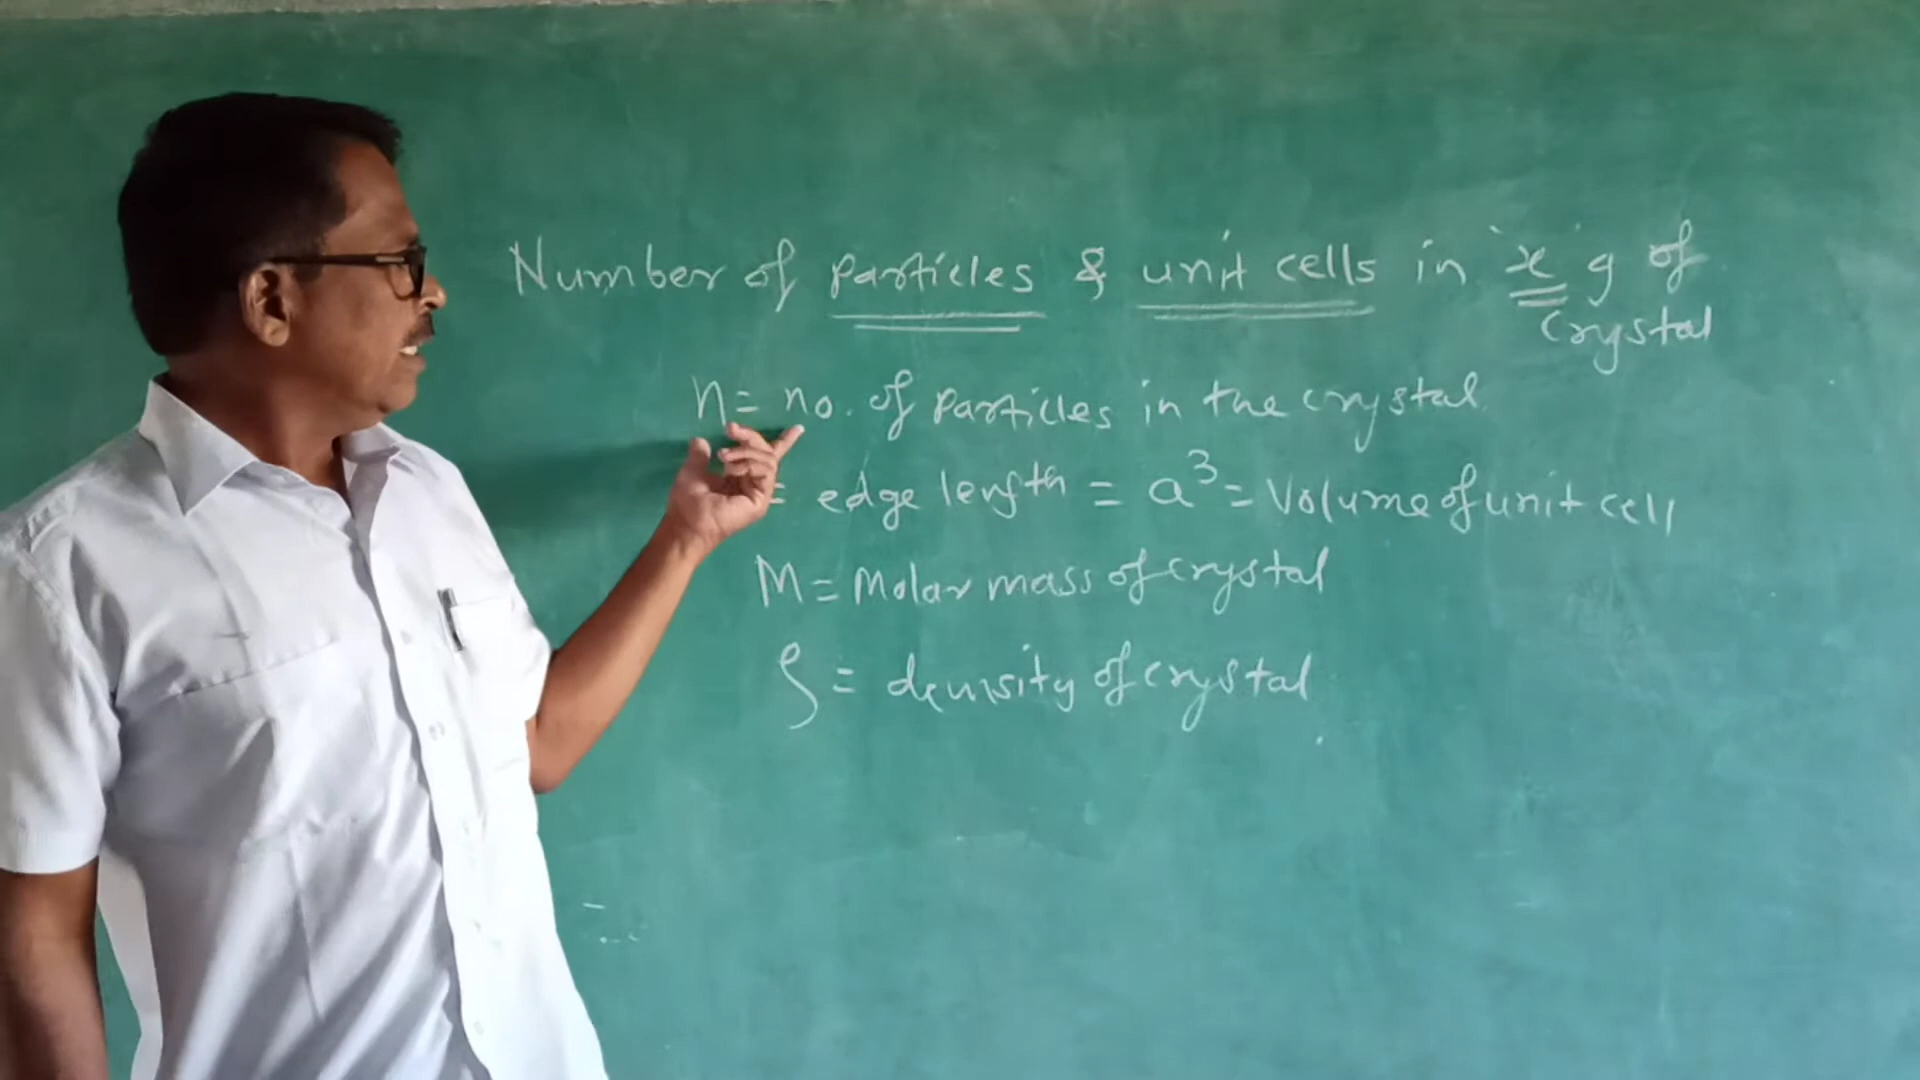 Number of particles & unit cells in "x" g of
crystal
n = no. of particles in the crystal
= edge length = a³ = Volume of unit cell
M = Molar mass of crystal
ρ = density of crystal